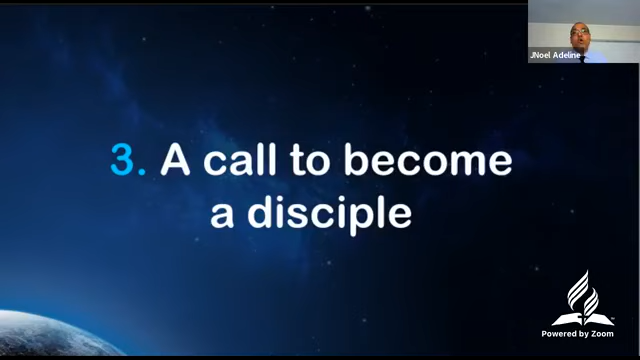 JNoel Adeline
3. A call to become
a disciple
Powered by Zoom